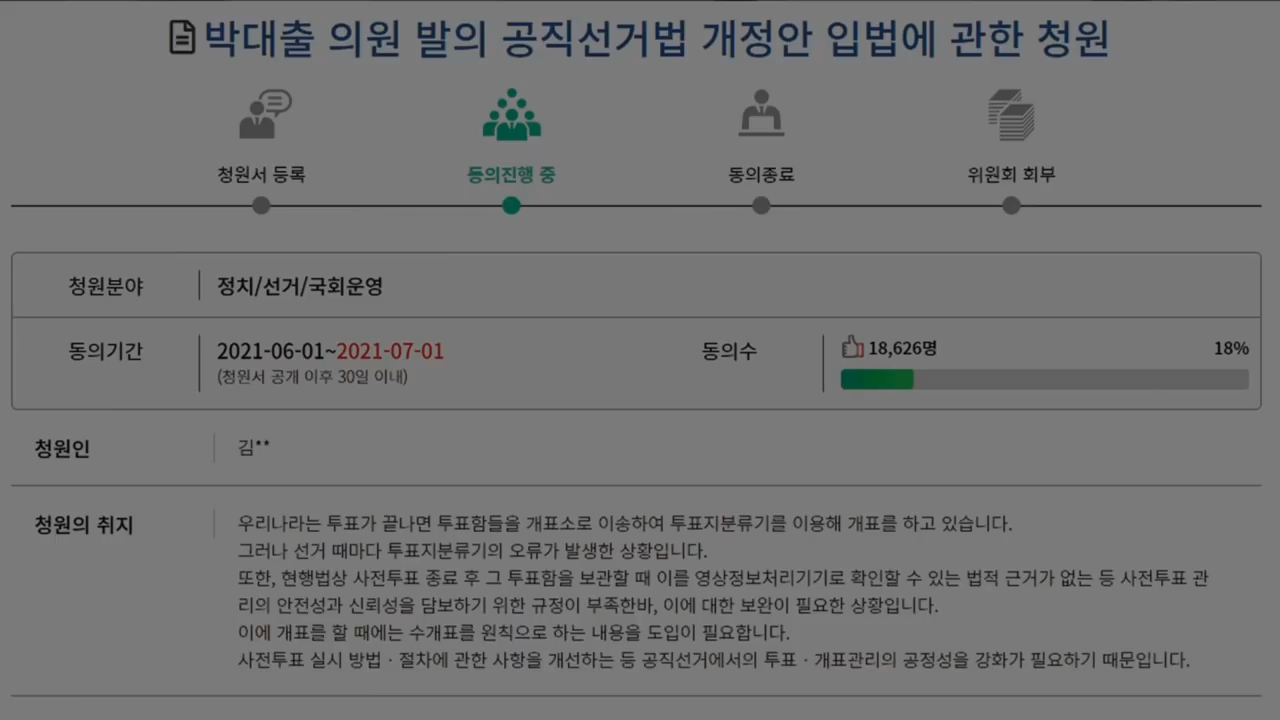 박대출 의원 발의 공직선거법 개정안 입법에 관한 청원
청원서 등록
동의진행 중
동의종료
위원회 회부
청원분야
정치/선거/국회운영
동의기간
2021-06-01~2021-07-01
(청원서 공개 이후 30일 이내)
동의수
18,626명
18%
청원인
김**
청원의 취지
우리나라는 투표가 끝나면 투표함들을 개표소로 이송하여 투표지분류기를 이용해 개표를 하고 있습니다.
그러나 선거 때마다 투표지분류기의 오류가 발생한 상황입니다.
또한, 현행법상 사전투표 종료 후 그 투표함을 보관할 때 이를 영상정보처리기기로 확인할 수 있는 법적 근거가 없는 등 사전투표 관
리의 안전성과 신뢰성을 담보하기 위한 규정이 부족한바, 이에 대한 보완이 필요한 상황입니다.
이에 개표를 할 때에는 수개표를 원칙으로 하는 내용을 도입이 필요합니다.
사전투표 실시 방법 · 절차에 관한 사항을 개선하는 등 공직선거에서의 투표 · 개표관리의 공정성을 강화가 필요하기 때문입니다.